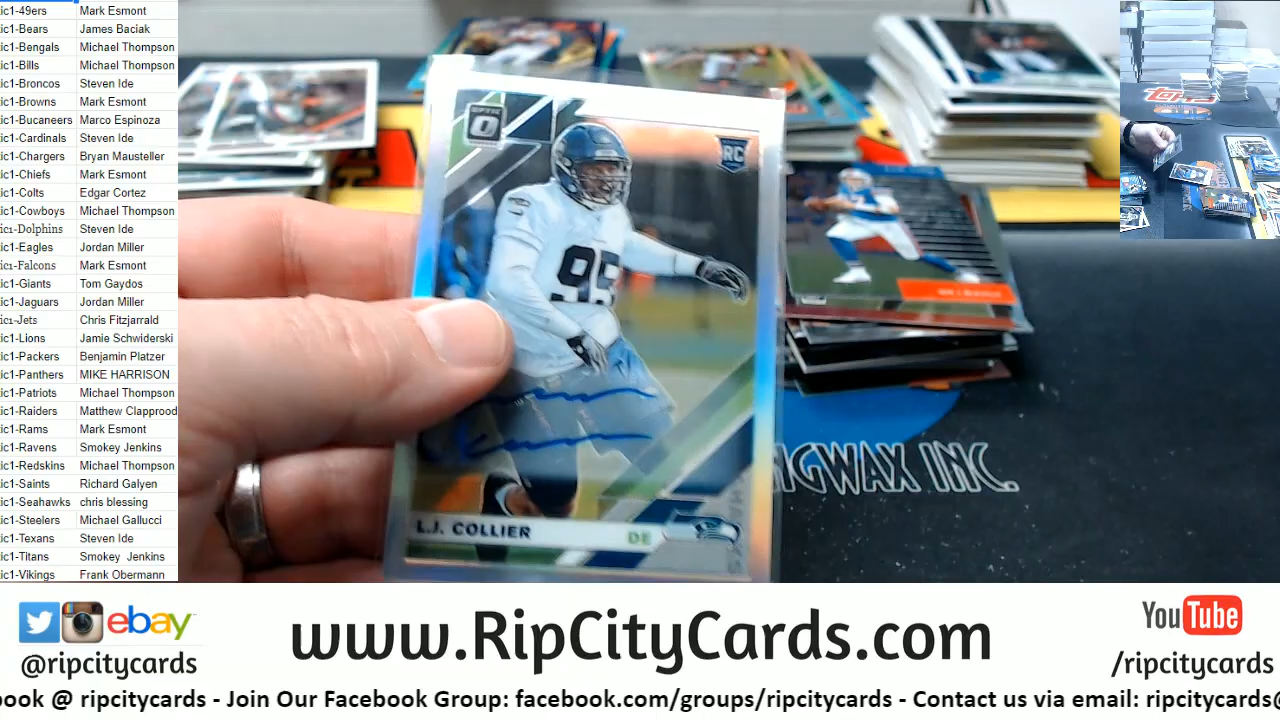 ic1-49ers Mark Esmont
ic1-Bears James Baciak
ic1-Bengals Michael Thompson
ic1-Bills Michael Thompson
ic1-Broncos Steven Ide
ic1-Browns Mark Esmont
ic1-Bucaneers Marco Espinoza
ic1-Cardinals Steven Ide
ic1-Chargers Bryan Mausteller
ic1-Chefs Mark Esmont
ic1-Colts Edgar Cortez
ic1-Cowboys Michael Thompson
ic1-Dolphins Steven Ide
ic1-Eagles Jordan Miller
ic1-Falcons Mark Esmont
ic1-Giants Tom Gaydos
ic1-Jaguars Jordan Miller
ic1-Jets Chris Fitzjarrald
ic1-Lions Jamie Schwiderski
ic1-Packers Benjamin Platzer
ic1-Panthers MIKE HARRISON
ic1-Patriots Michael Thompson
ic1-Raiders Matthew Clapprood
ic1-Rams Mark Esmont
ic1-Ravens Smokey Jenkins
ic1-Redskins Michael Thompson
ic1-Saints Richard Galyen
ic1-Seahawks chris blessing
ic1-Steelers Michael Gallucci
ic1-Texans Steven Ide
ic1-Titans Smokey Jenkins
ic1-Vikings Frank Obermann
OPTIC
RC
95
L.J. COLLIER DE
GWAX INC.
Topps
ebay
@ripcitycards
www.RipCityCards.com
YouTube
/ripcitycards
book @ ripcitycards - Join Our Facebook Group: facebook.com/groups/ripcitycards - Contact us via email: ripcitycards@